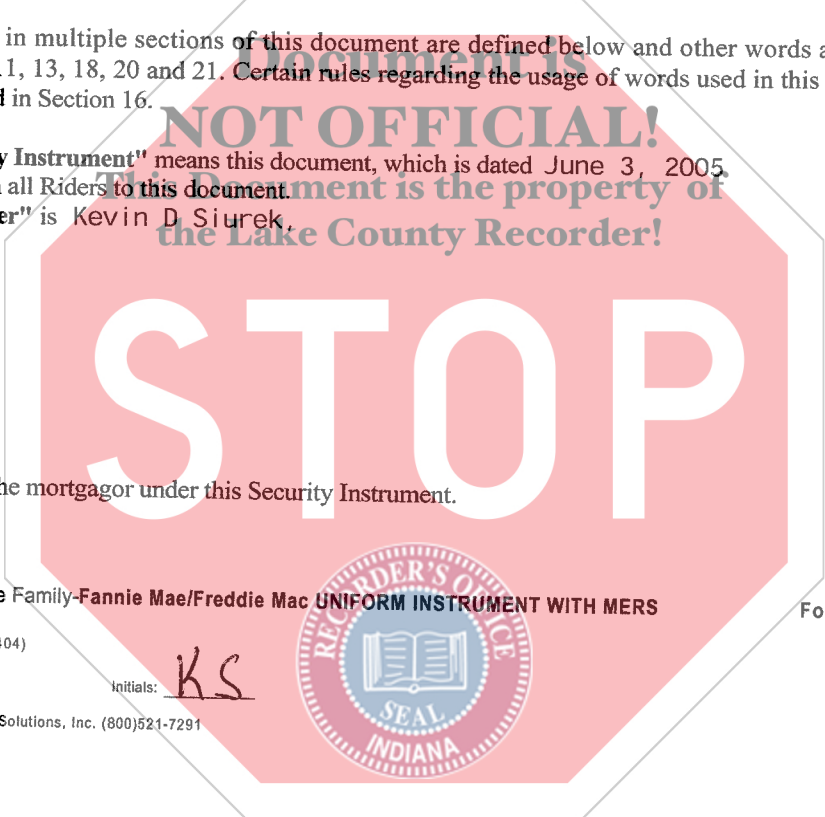 in multiple sections of this document are defined below and other words a
Document is
1, 13, 18, 20 and 21. Certain rules regarding the usage of words used in this
in Section 16.
NOT OFFICIAL!
y Instrument" means this document, which is dated June 3, 2005
all Riders to this document.
This Document is the property of
er" is Kevin D Siurek,
the Lake County Recorder!
STOP
he mortgagor under this Security Instrument.
e Family-Fannie Mae/Freddie Mac UNIFORM INSTRUMENT WITH MERS
Fo
RECORDER'S OFFICE
04)
Initials: KS
SEAL
Solutions, Inc. (800)521-7291
INDIANA